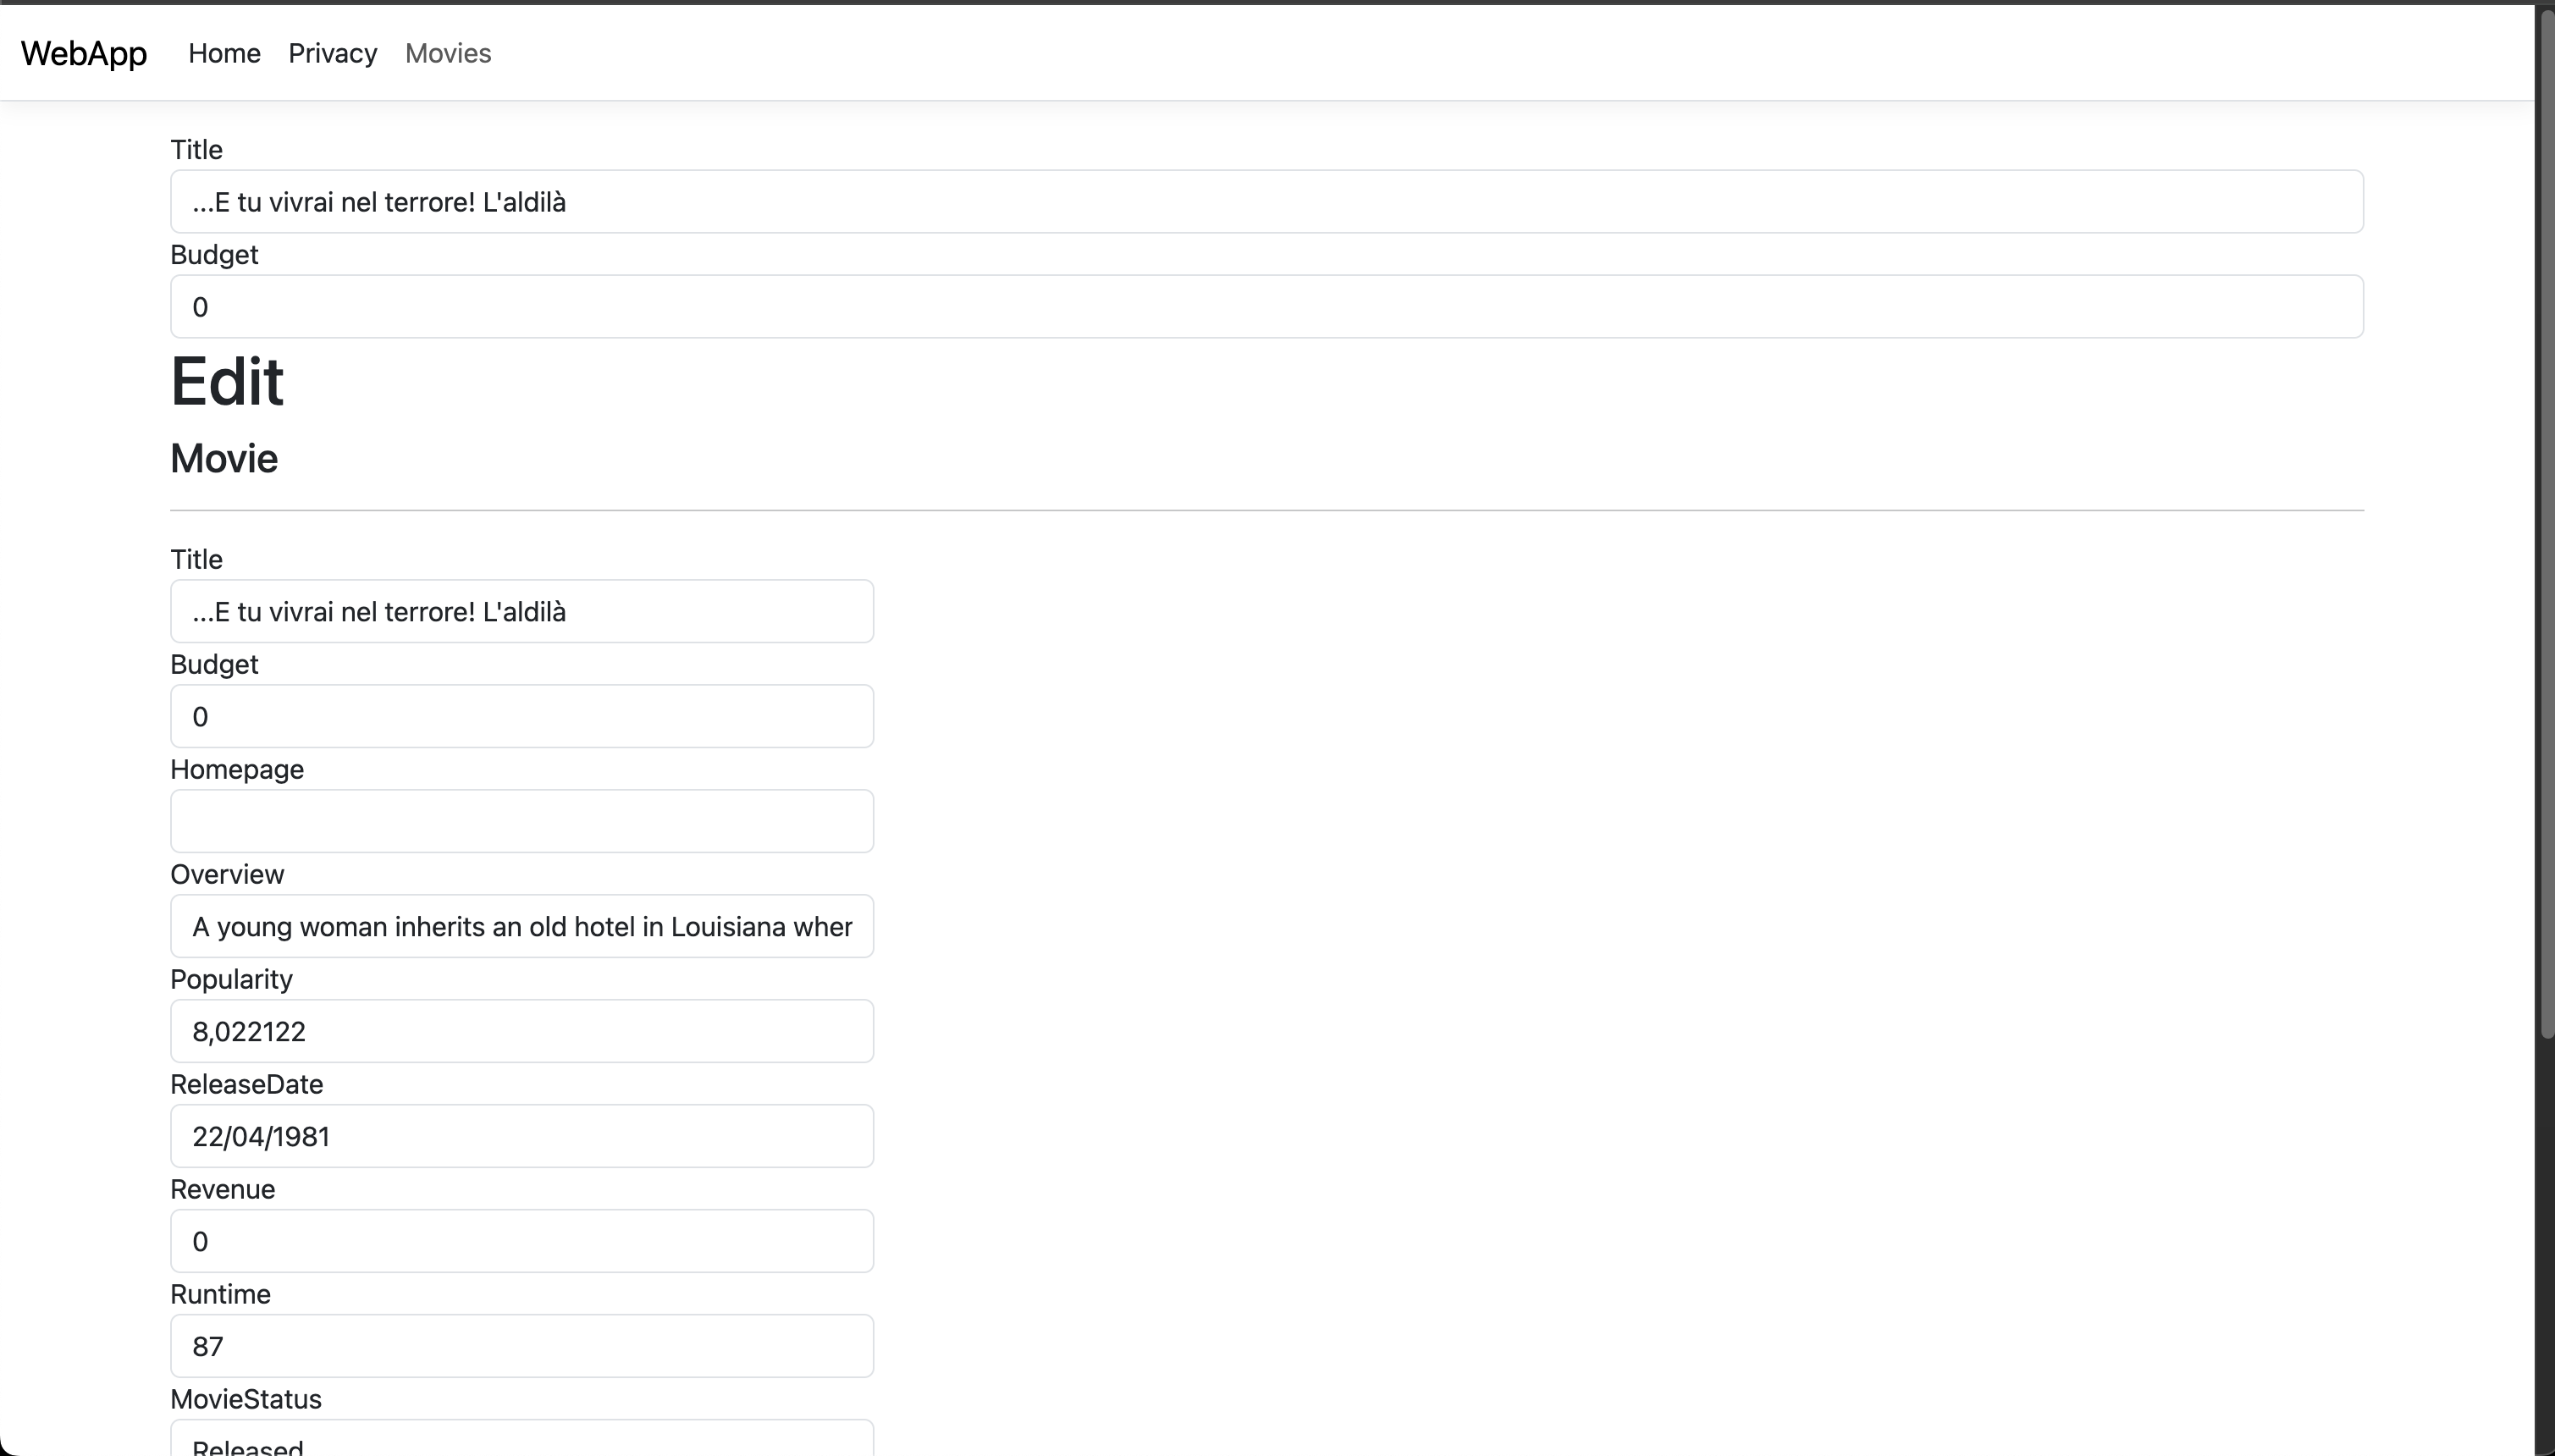 WebApp Home Privacy Movies
Title
...E tu vivrai nel terrore! L'aldilà
Budget
0
Edit
Movie
Title
...E tu vivrai nel terrore! L'aldilà
Budget
0
Homepage
Overview
A young woman inherits an old hotel in Louisiana wher
Popularity
8,022122
ReleaseDate
22/04/1981
Revenue
0
Runtime
87
MovieStatus
Released